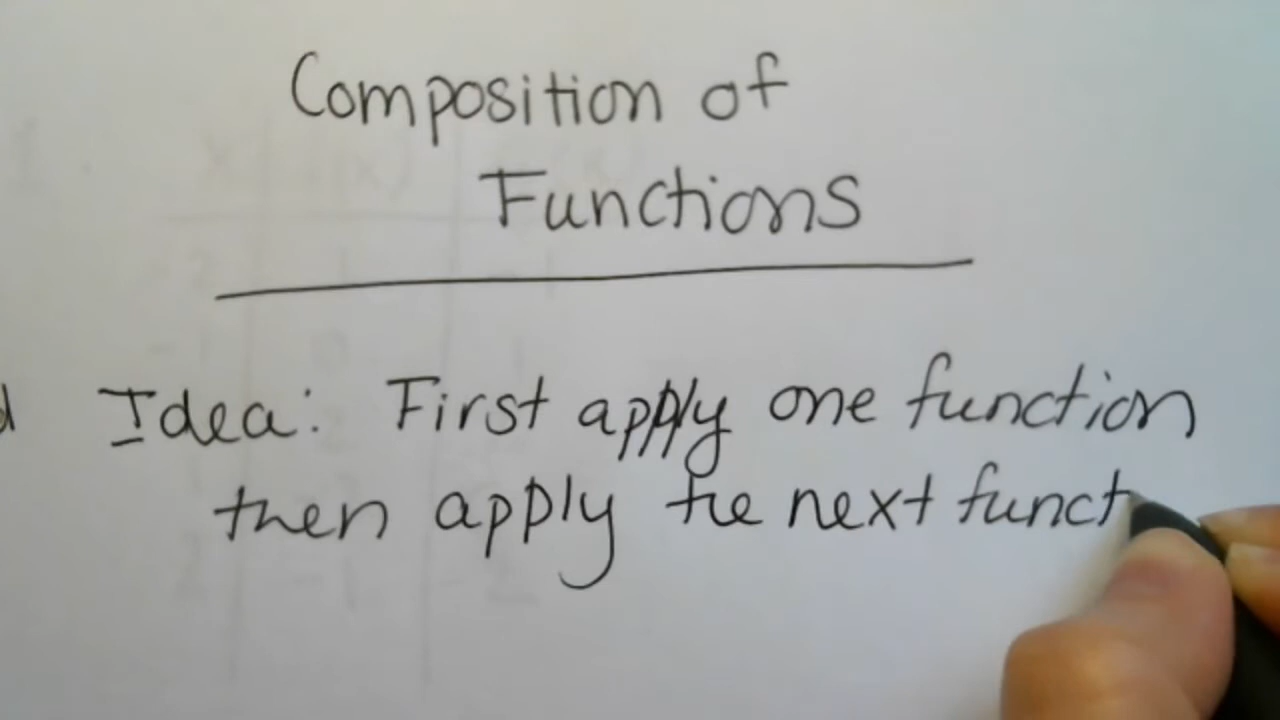 Composition of
Functions
Idea: First apply one function
then apply the next funct